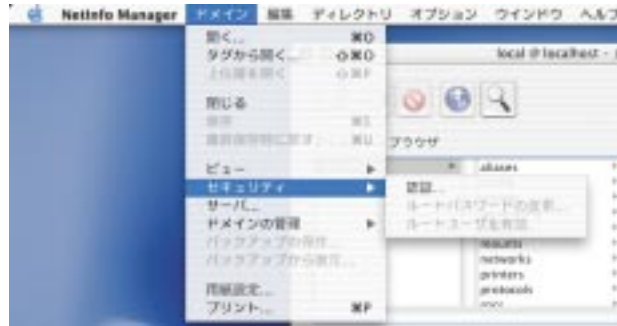 NetInfo Manager ドメイン 編集 ディレクトリ オプション ウインドウ ヘルプ
開く... ⌘O
タグから開く... ⇧⌘O
上位層を開く ⇧⌘P
閉じる
保存 ⌘S
最終保存時に戻す... ⌘U
ビュー
セキュリティ
サーバ...
ドメインの管理
バックアップの保存...
バックアップから復元...
用紙設定...
プリント... ⌘P
認証...
ルートパスワードの変更...
ルートユーザを有効
local @ localhost -
ブラウザ
aliases
mounts
networks
printers
protocols